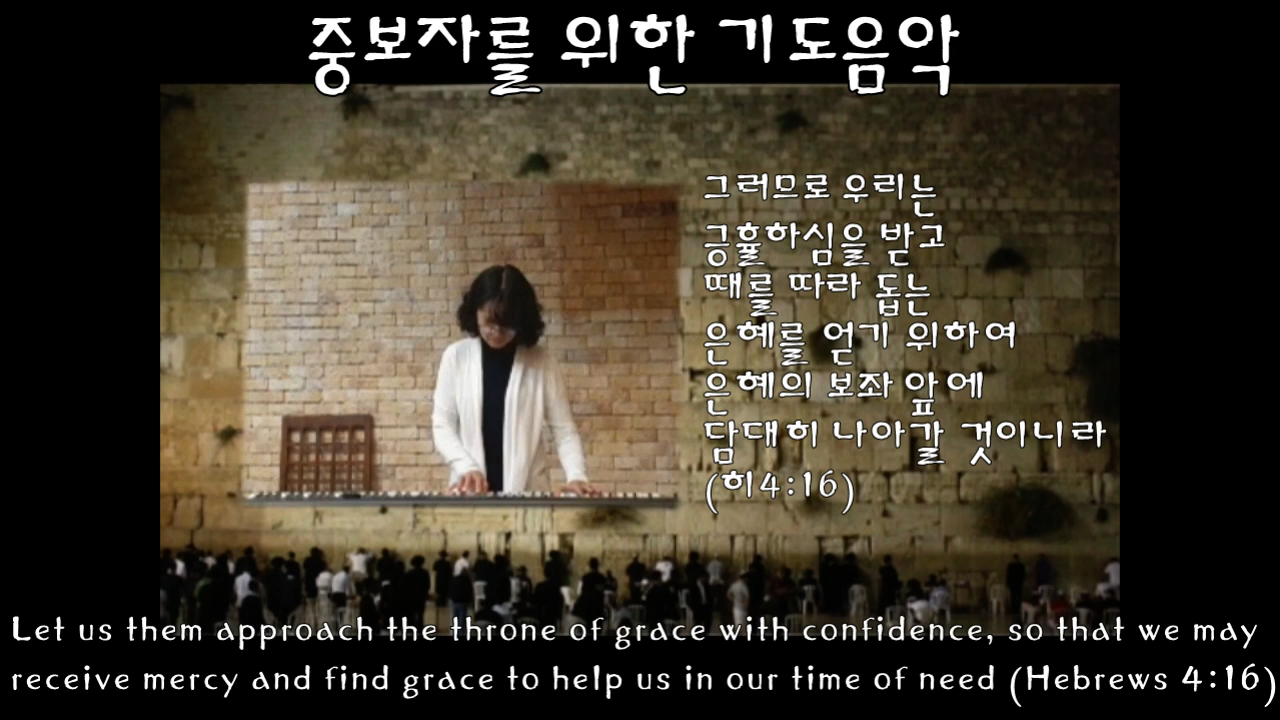 중보자를 위한 기도음악
그러므로 우리는
긍휼하심을 받고
때를 따라 돕는
은혜를 얻기 위하여
은혜의 보좌 앞에
담대히 나아갈 것이니라
(히4:16)
Let us them approach the throne of grace with confidence, so that we may
receive mercy and find grace to help us in our time of need (Hebrews 4:16)